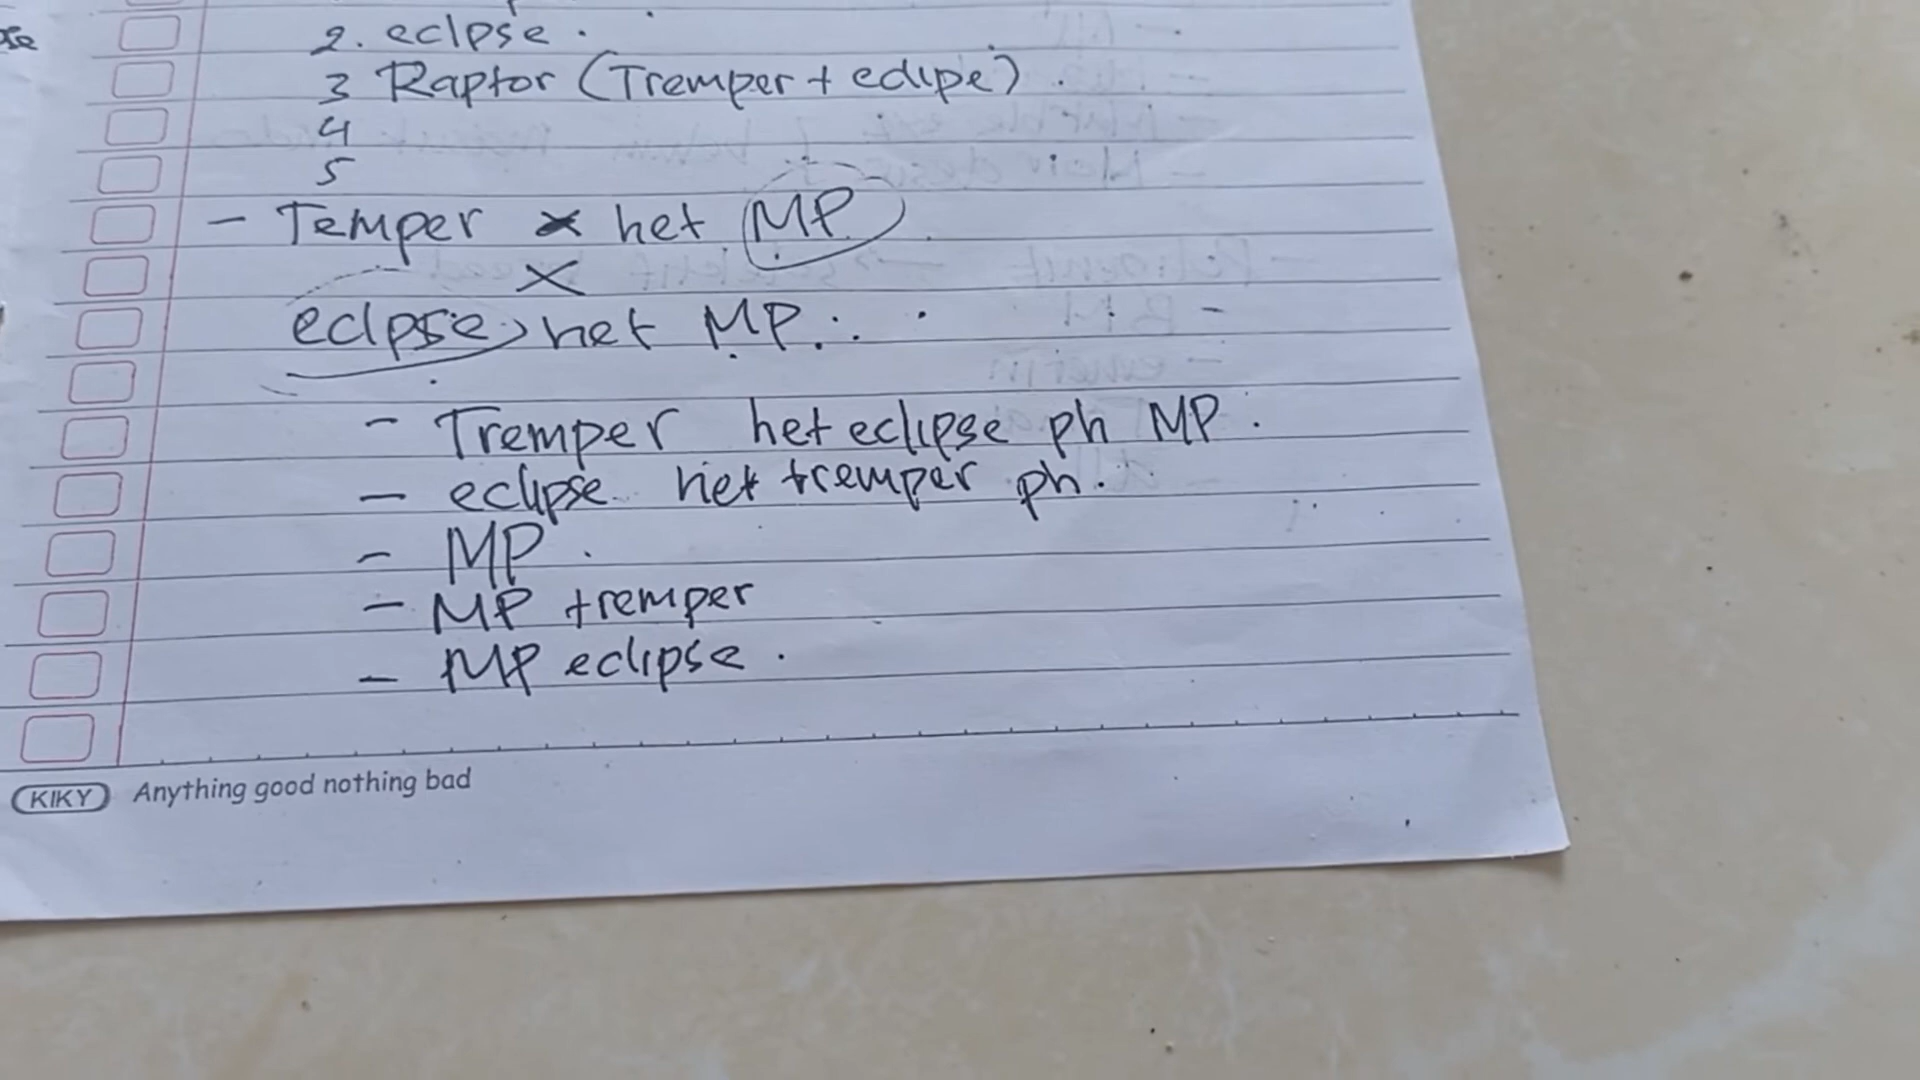 2. eclpse.
3 Raptor (Tremper + eclipe).
4
5
- Temper x het MP
x
eclpse het MP.
- Tremper het eclipse ph MP.
- eclipse het tremper ph.
- MP.
- MP tremper
- MP eclipse.
KIKY Anything good nothing bad